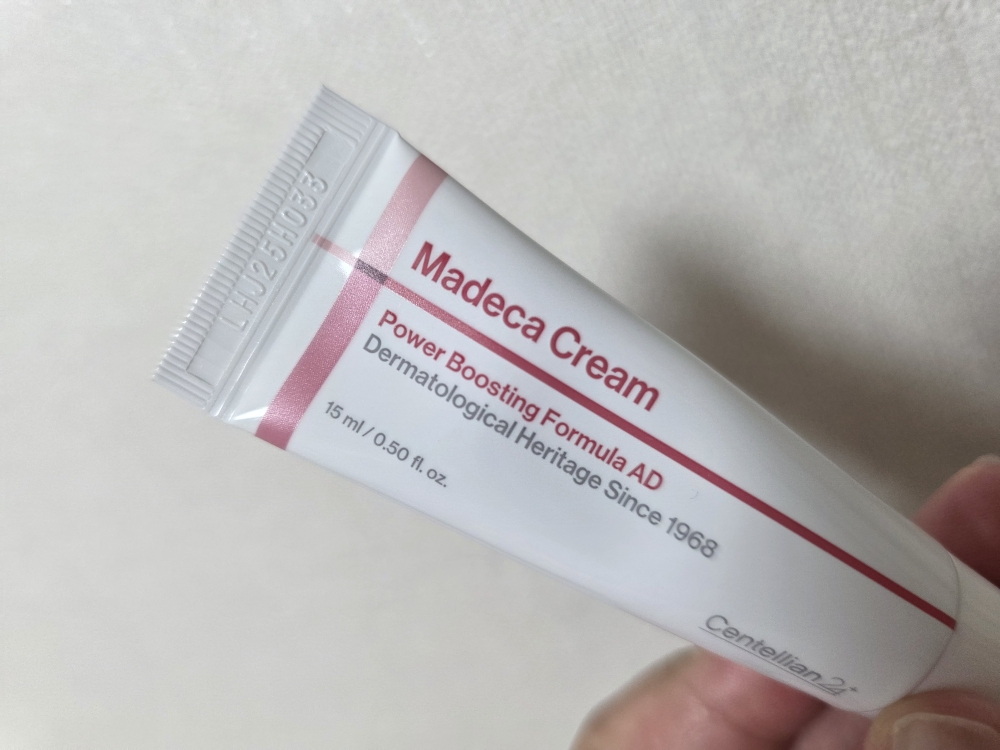 LHJ25H033
Madeca Cream
Power Boosting Formula AD
Dermatological Heritage Since 1968
15 ml / 0.50 fl. oz.
Centellian24+